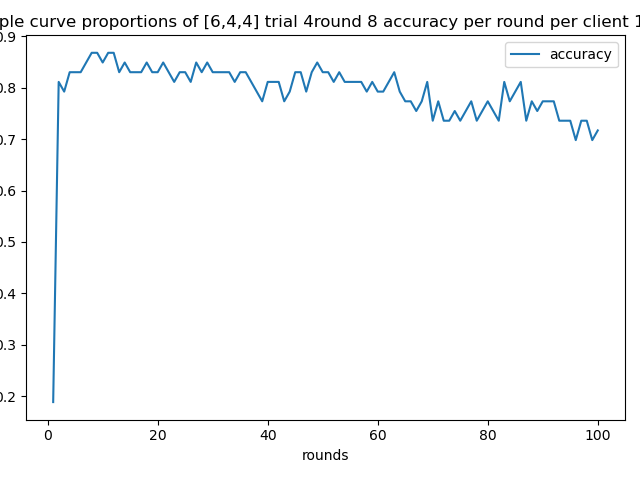 ple curve proportions of [6,4,4] trial 4round 8 accuracy per round per client 1
accuracy
0.9
0.8
0.7
0.6
0.5
0.4
0.3
0.2
0 20 40 60 80 100
rounds